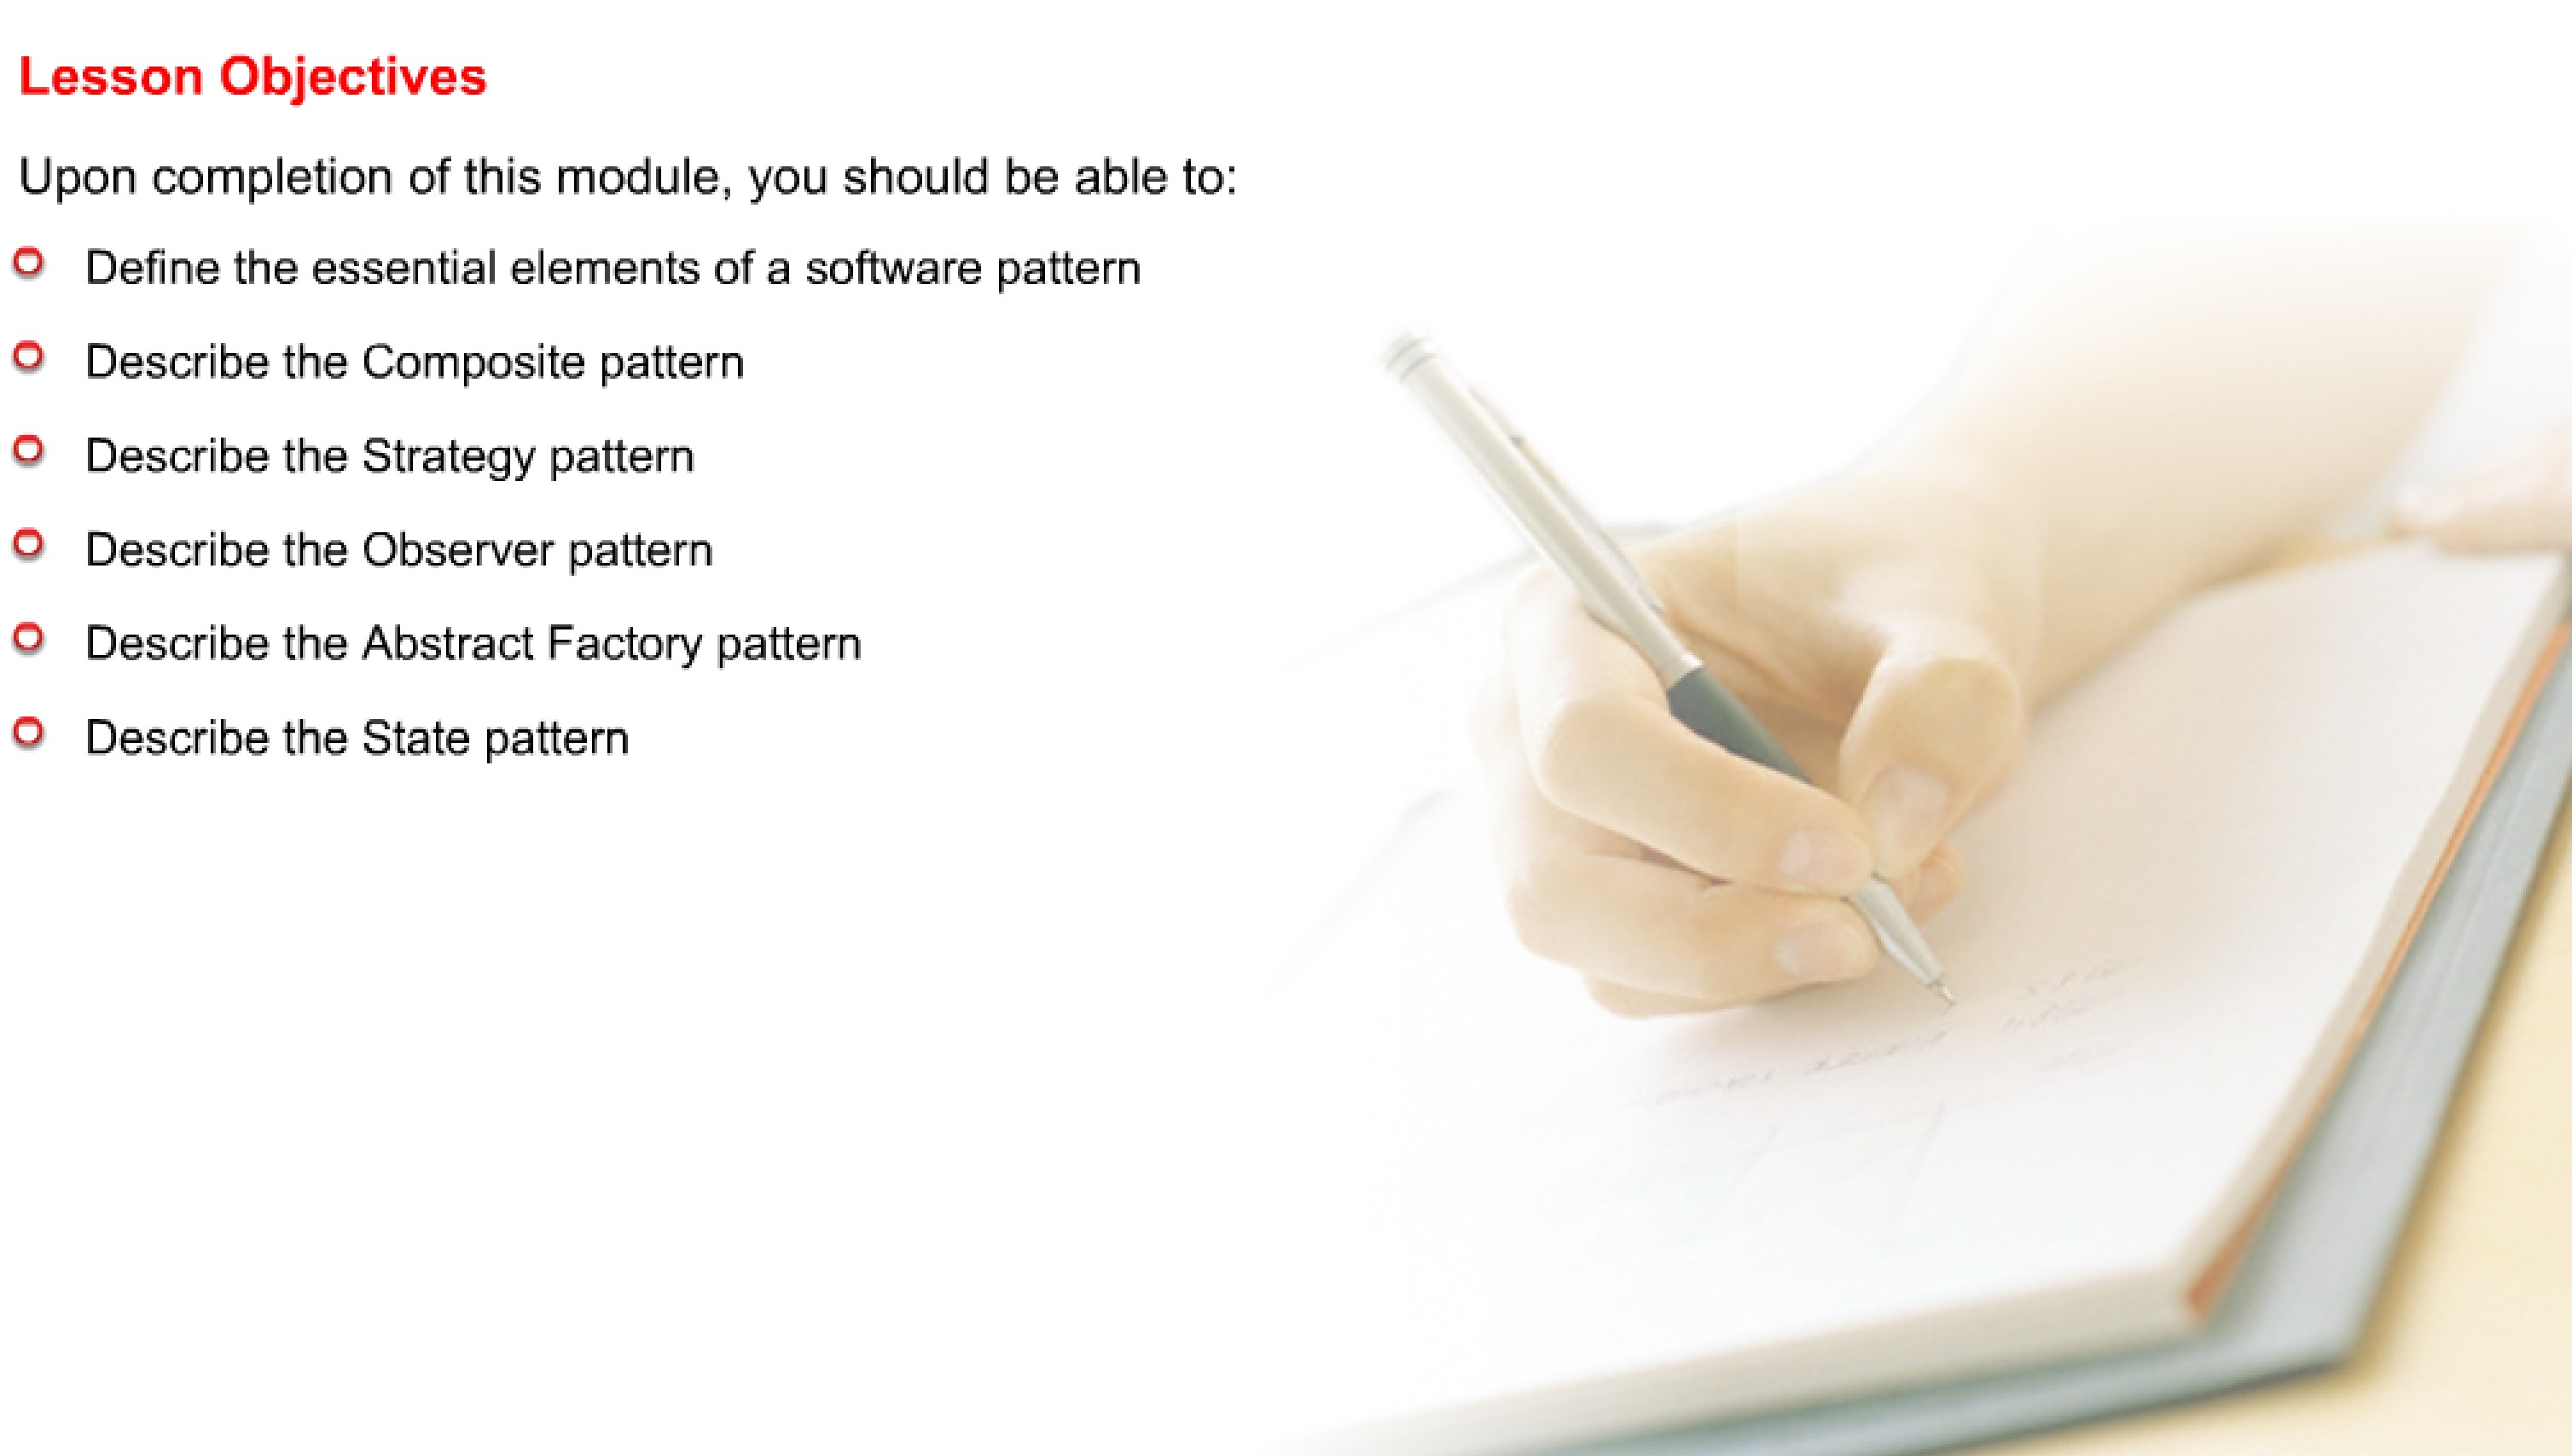 Lesson Objectives
Upon completion of this module, you should be able to:
Define the essential elements of a software pattern
Describe the Composite pattern
Describe the Strategy pattern
Describe the Observer pattern
Describe the Abstract Factory pattern
Describe the State pattern